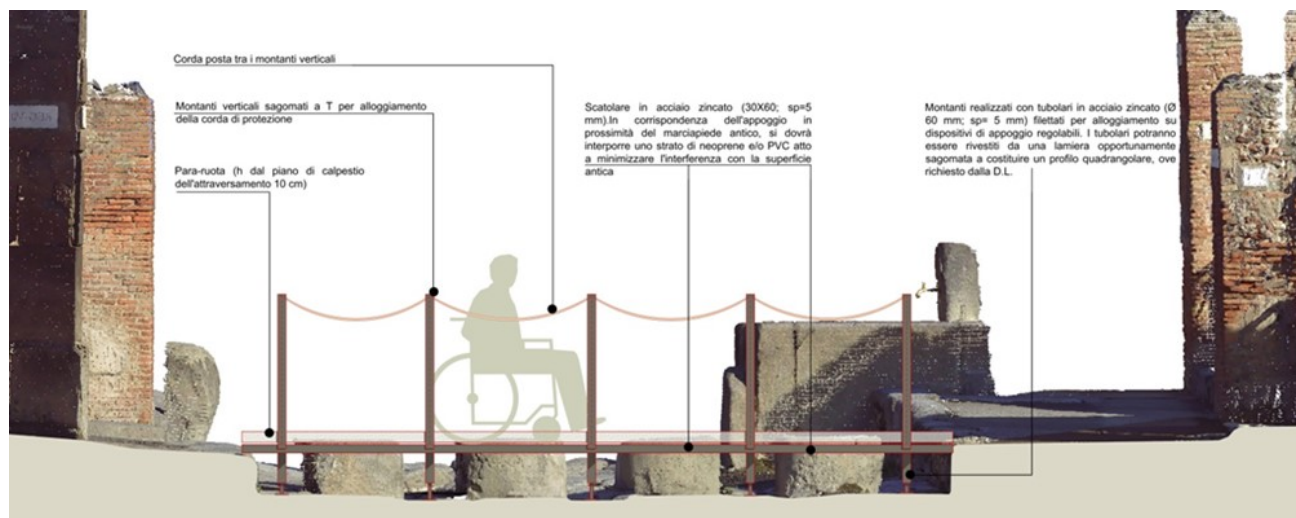 Corda posta tra i montanti verticali
Montanti verticali sagomati a T per alloggiamento
della corda di protezione
Para-ruota (h dal piano di calpestio
dell'attraversamento 10 cm)
Scatolare in acciaio zincato (30X60; sp=5
mm).In corrispondenza dell'appoggio in
prossimità del marciapiede antico, si dovrà
interporre uno strato di neoprene e/o PVC atto
a minimizzare l'interferenza con la superficie
antica
Montanti realizzati con tubolari in acciaio zincato (Ø
60 mm; sp= 5 mm) filettati per alloggiamento su
dispositivi di appoggio regolabili. I tubolari potranno
essere rivestiti da una lamiera opportunamente
sagomata a costituire un profilo quadrangolare, ove
richiesto dalla D.L.